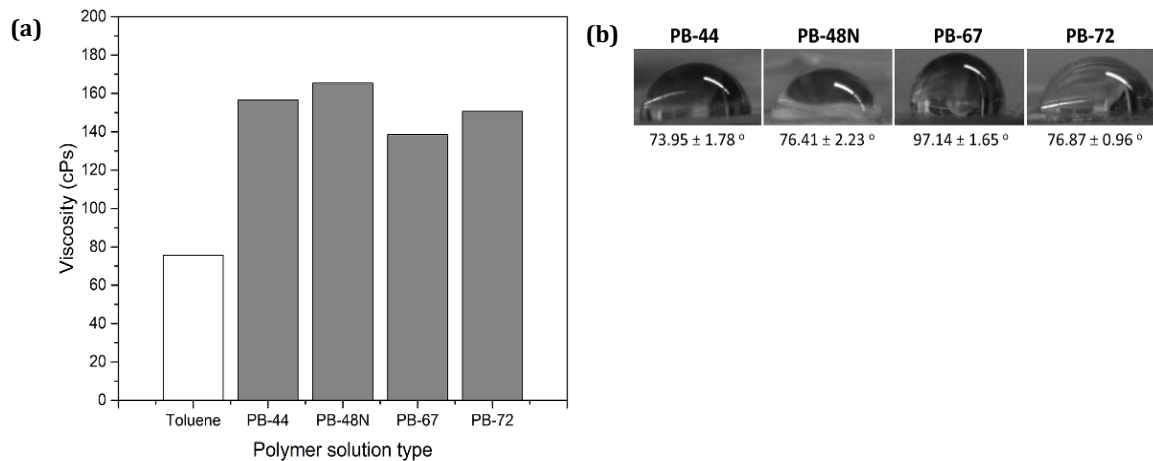 (a)
200
180
160
140
120
100
80
60
40
20
0
Viscosity (cPs)
Toluene PB-44 PB-48N PB-67 PB-72
Polymer solution type
(b)
PB-44 PB-48N PB-67 PB-72
73.95 ± 1.78 º 76.41 ± 2.23 º 97.14 ± 1.65 º 76.87 ± 0.96 º